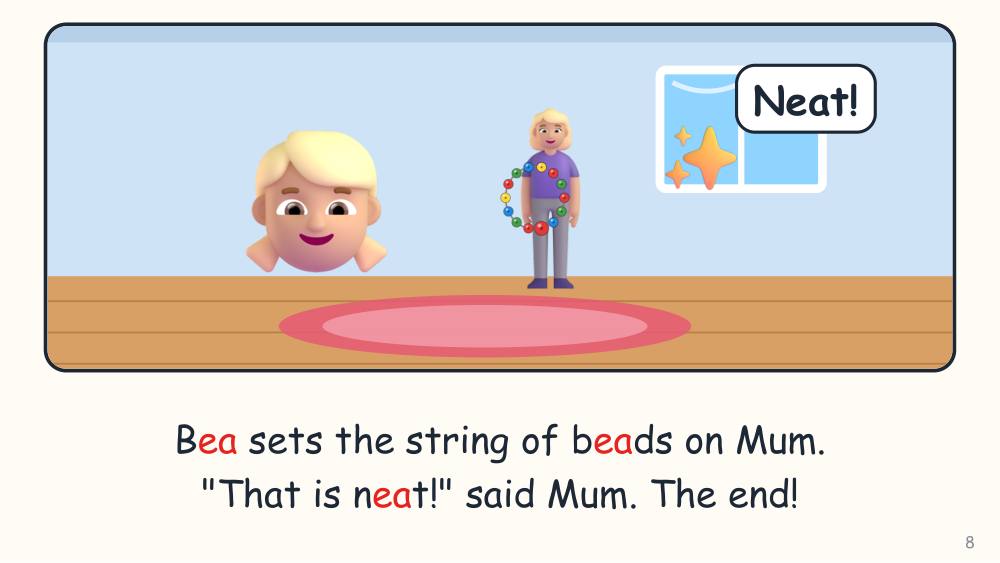 Neat!
Bea sets the string of beads on Mum.
"That is neat!" said Mum. The end!
8